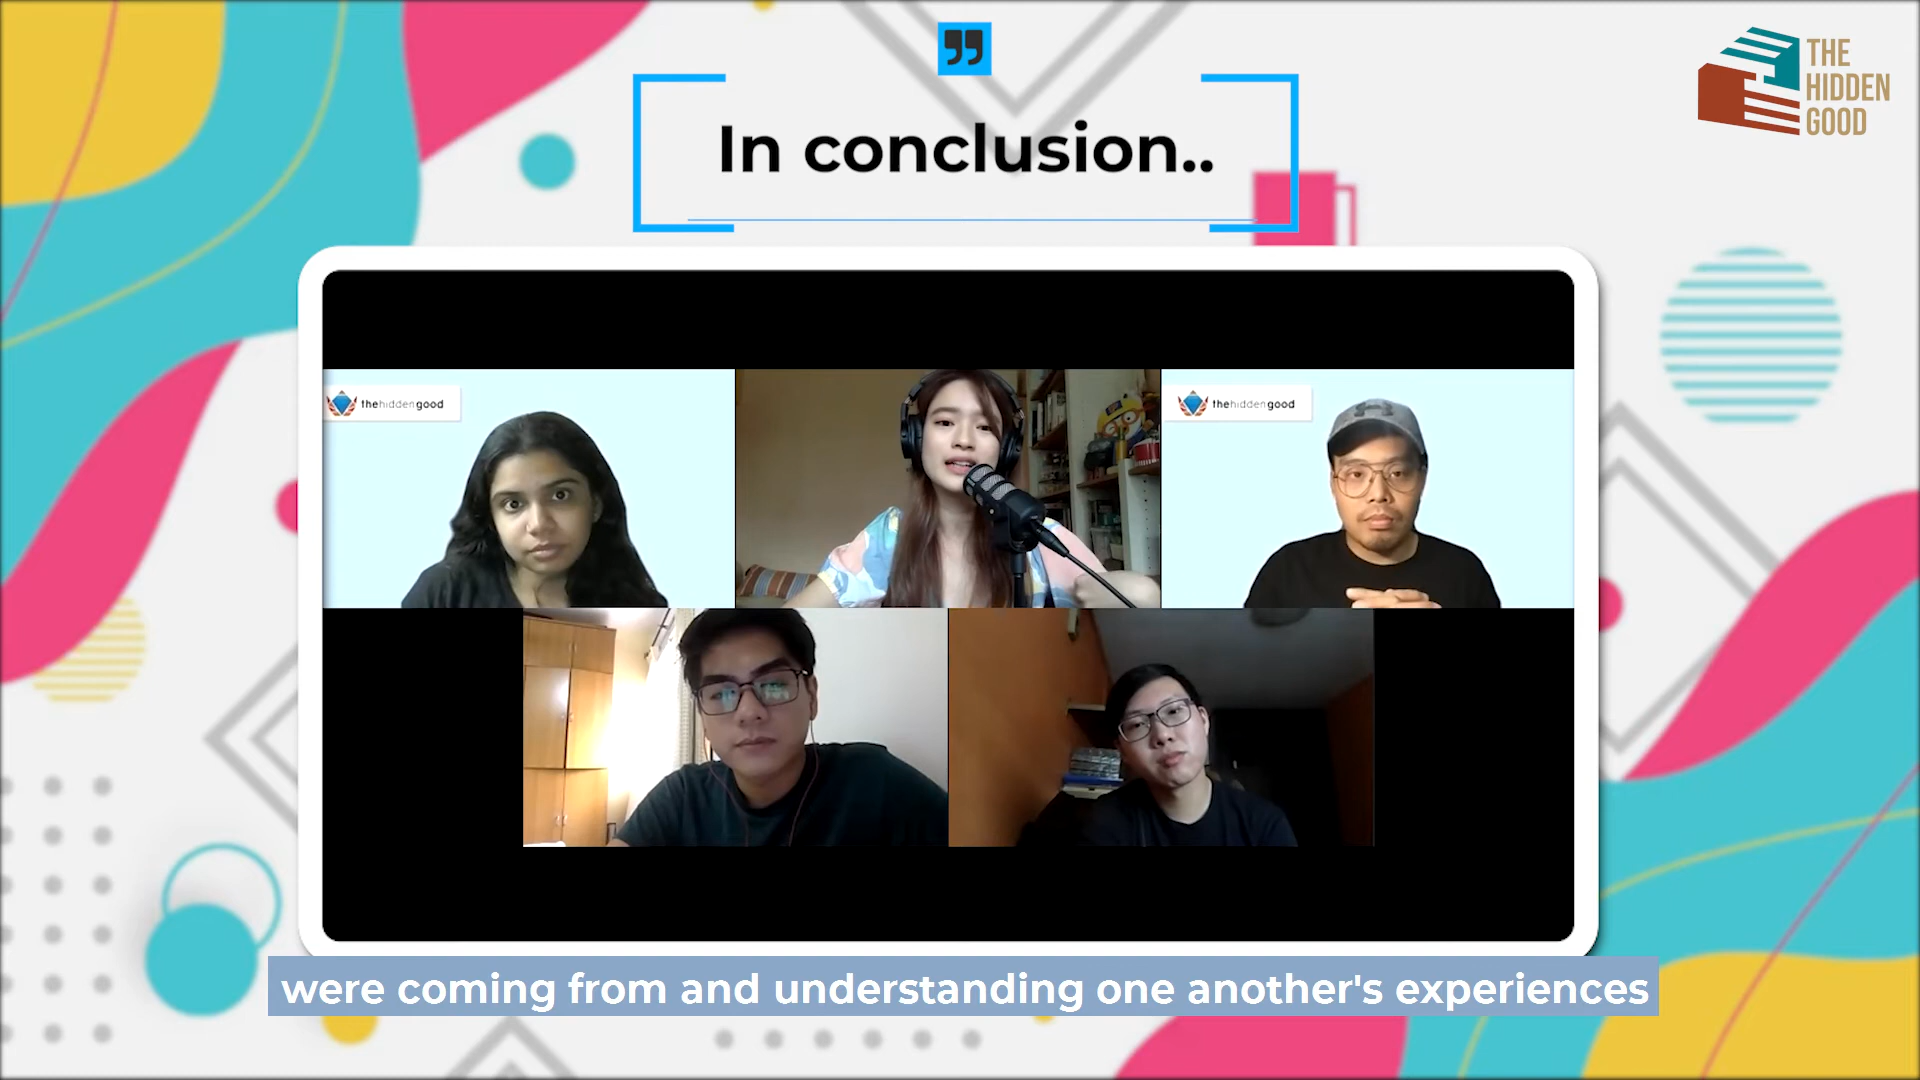 In conclusion..
THE
HIDDEN
GOOD
thehiddengood
thehiddengood
were coming from and understanding one another's experiences